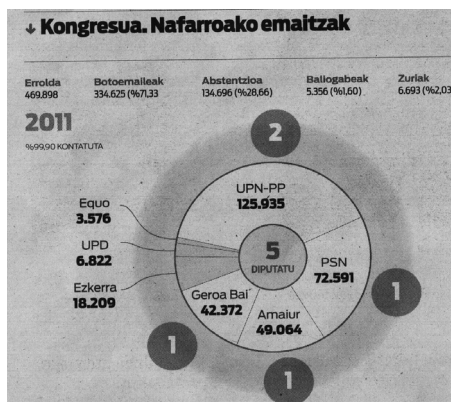 ↓ Kongresua. Nafarroako emaitzak
Errolda Botoemaileak Abstentzioa Baliogabeak Zuriak
469.898 334.625 (%71,33 134.696 (%28,66) 5.356 (%1,60) 6.693 (%2,03
2011
%99,90 KONTATUTA
2
UPN-PP
125.935
Equo
3.576
UPD
6.822
Ezkerra
18.209
5
DIPUTATU
PSN
72.591
Geroa Bai
42.372
Amaiur
49.064
1
1
1